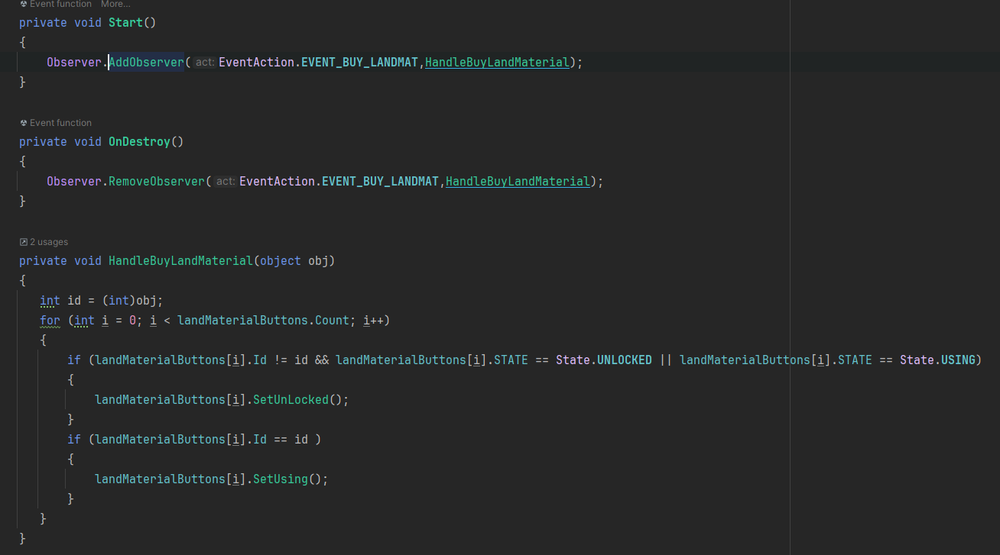 Event function More...
private void Start()
{
Observer.AddObserver( act: EventAction.EVENT_BUY_LANDMAT,HandleBuyLandMaterial);
}
Event function
private void OnDestroy()
{
Observer.RemoveObserver( act: EventAction.EVENT_BUY_LANDMAT,HandleBuyLandMaterial);
}
2 usages
private void HandleBuyLandMaterial(object obj)
{
int id = (int)obj;
for (int i = 0; i < landMaterialButtons.Count; i++)
{
if (landMaterialButtons[i].Id != id && landMaterialButtons[i].STATE == State.UNLOCKED || landMaterialButtons[i].STATE == State.USING)
{
landMaterialButtons[i].SetUnLocked();
}
if (landMaterialButtons[i].Id == id )
{
landMaterialButtons[i].SetUsing();
}
}
}